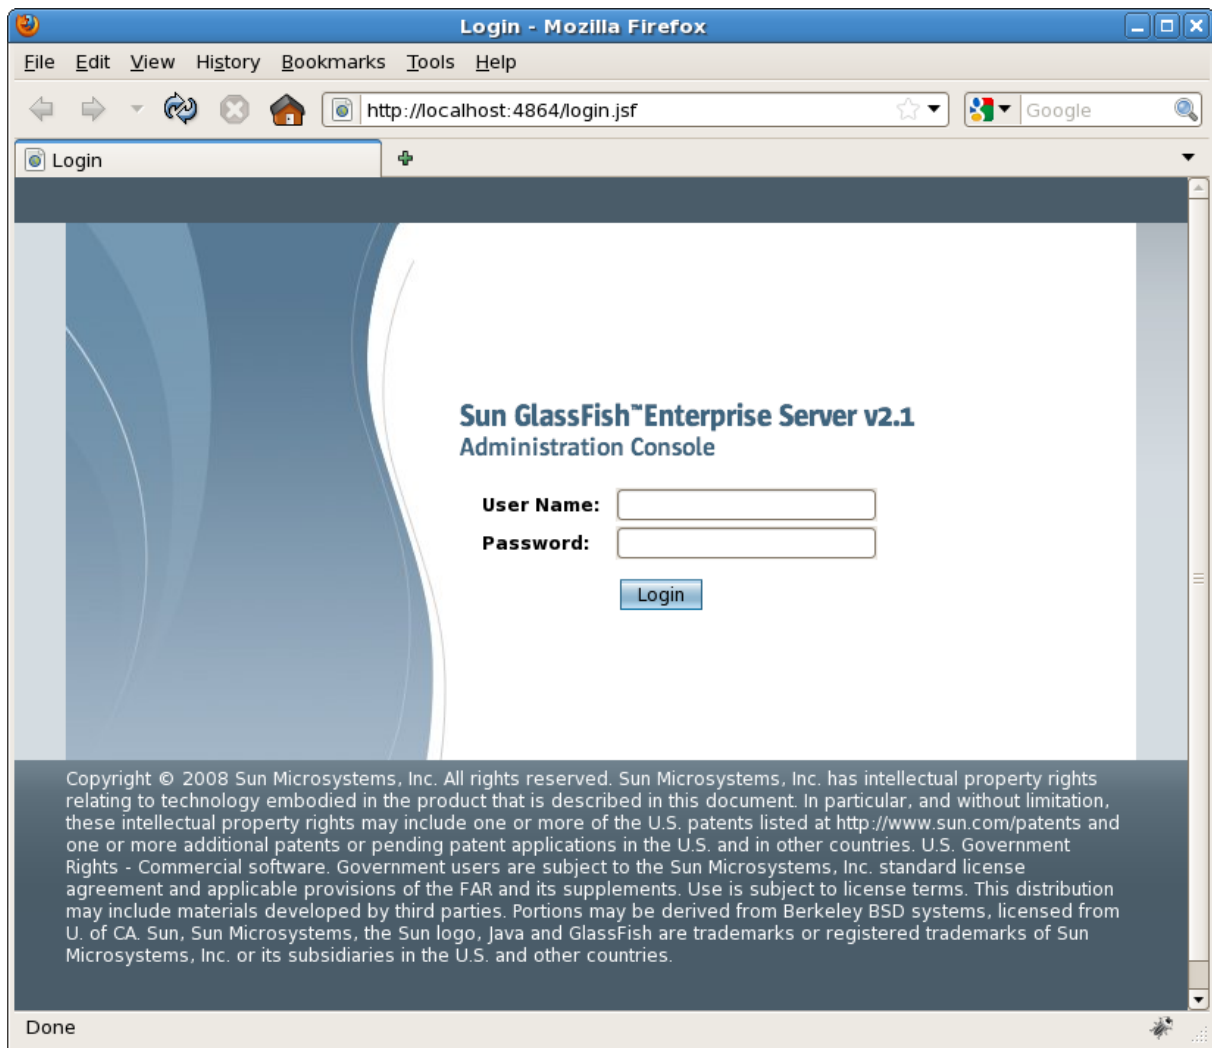 Login - Mozilla Firefox
File Edit View History Bookmarks Tools Help
http://localhost:4864/login.jsf Google
Login
Sun GlassFish™Enterprise Server v2.1
Administration Console
User Name:
Password:
Login
Copyright © 2008 Sun Microsystems, Inc. All rights reserved. Sun Microsystems, Inc. has intellectual property rights
relating to technology embodied in the product that is described in this document. In particular, and without limitation,
these intellectual property rights may include one or more of the U.S. patents listed at http://www.sun.com/patents and
one or more additional patents or pending patent applications in the U.S. and in other countries. U.S. Government
Rights - Commercial software. Government users are subject to the Sun Microsystems, Inc. standard license
agreement and applicable provisions of the FAR and its supplements. Use is subject to license terms. This distribution
may include materials developed by third parties. Portions may be derived from Berkeley BSD systems, licensed from
U. of CA. Sun, Sun Microsystems, the Sun logo, Java and GlassFish are trademarks or registered trademarks of Sun
Microsystems, Inc. or its subsidiaries in the U.S. and other countries.
Done